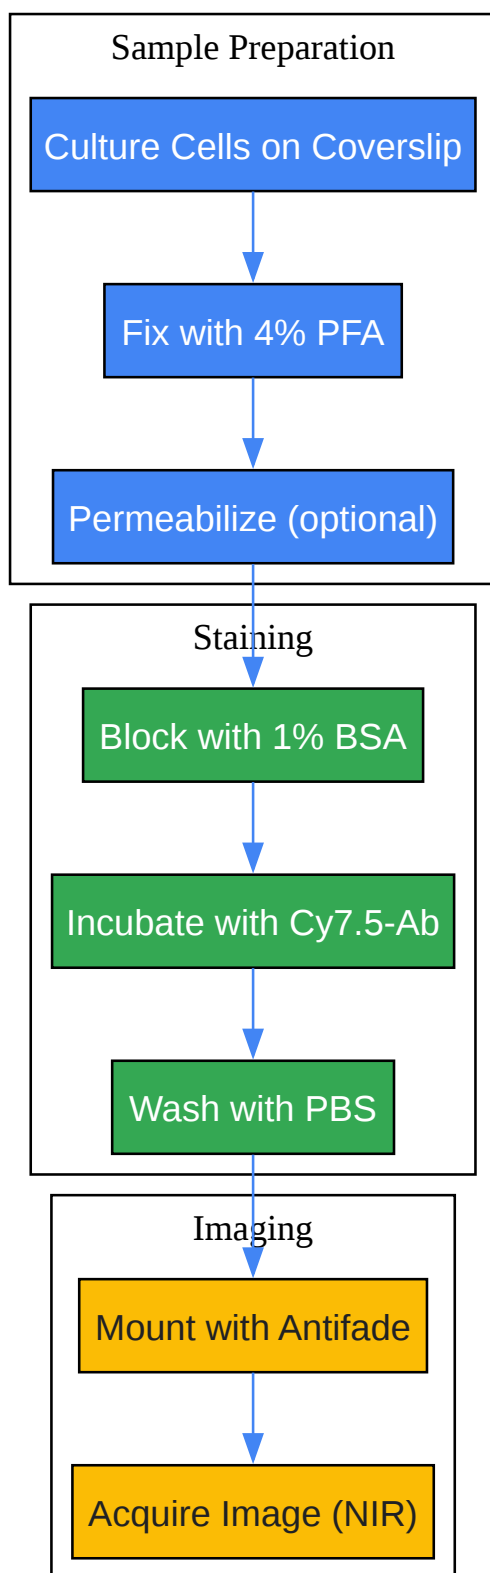 Sample Preparation
Culture Cells on Coverslip
Fix with 4% PFA
Permeabilize (optional)
Staining
Block with 1% BSA
Incubate with Cy7.5-Ab
Wash with PBS
Imaging
Mount with Antifade
Acquire Image (NIR)